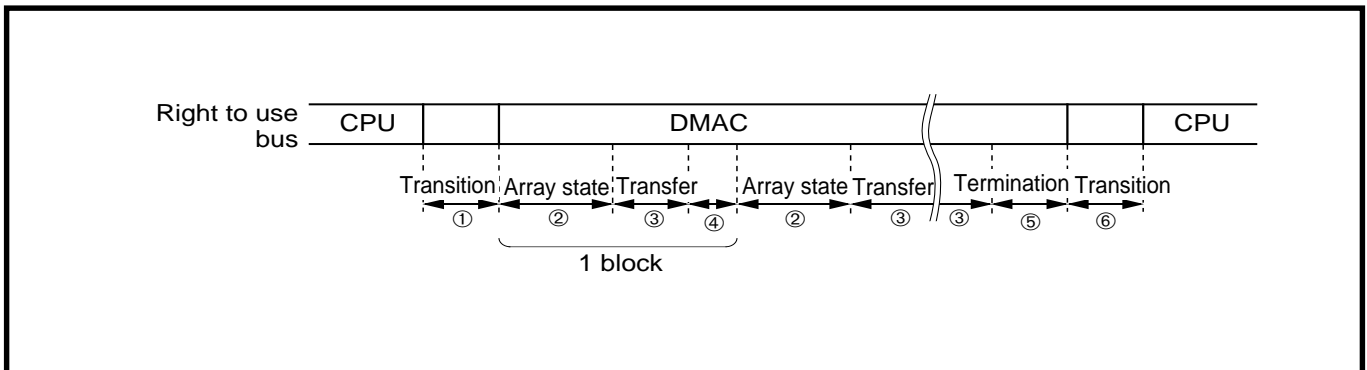 Right to use
bus
CPU
DMAC
CPU
Transition
Array state
Transfer
Array state
Transfer
Termination
Transition
①
②
③
④
②
③
③
⑤
⑥
1 block